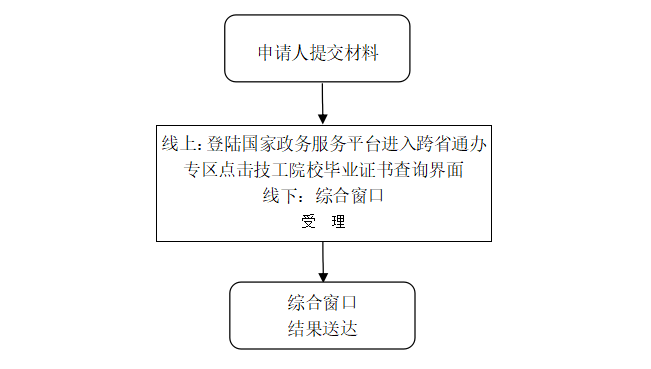 申请人提交材料
线上：登陆国家政务服务平台进入跨省通办
专区点击技工院校毕业证书查询界面
线下：综合窗口
受 理
综合窗口
结果送达